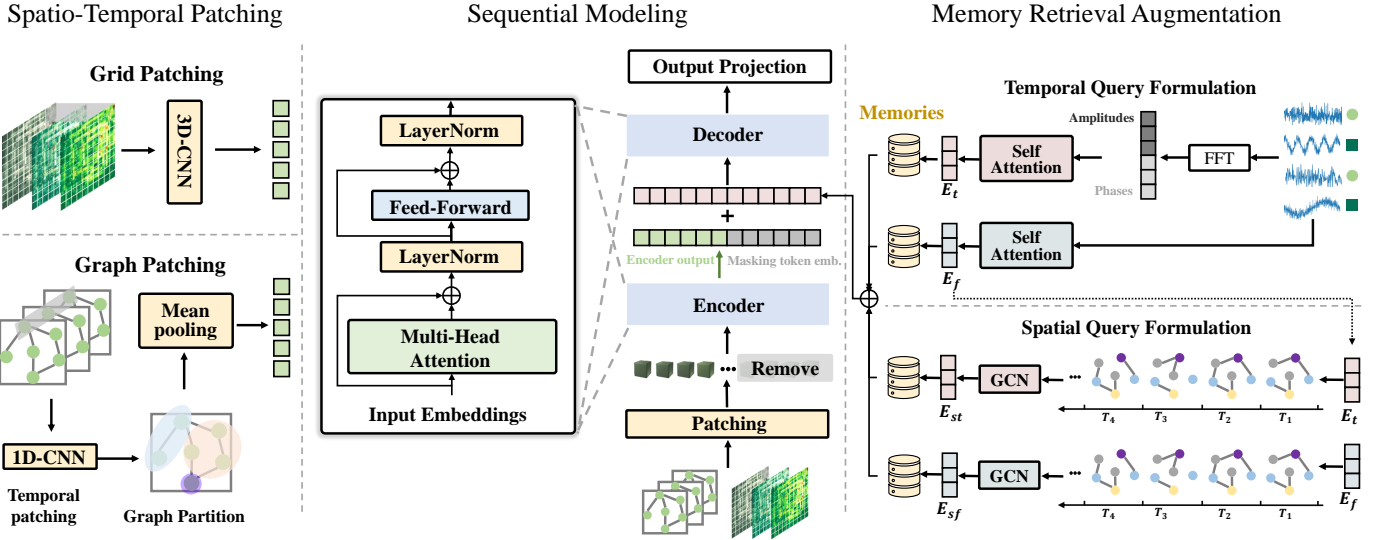 Spatio-Temporal Patching
Sequential Modeling
Memory Retrieval Augmentation
Grid Patching
3D-CNN
Graph Patching
Mean
pooling
1D-CNN
Temporal
patching
Graph Partition
LayerNorm
Feed-Forward
LayerNorm
Multi-Head
Attention
Input Embeddings
Output Projection
Decoder
+
Encoder output
Masking token emb.
Encoder
... Remove
Patching
Temporal Query Formulation
Memories
Amplitudes
Self
Attention
FFT
E_t
Phases
Self
Attention
E_f
Spatial Query Formulation
GCN
...
E_st
T_4 T_3 T_2 T_1
E_t
GCN
...
E_sf
T_4 T_3 T_2 T_1
E_f